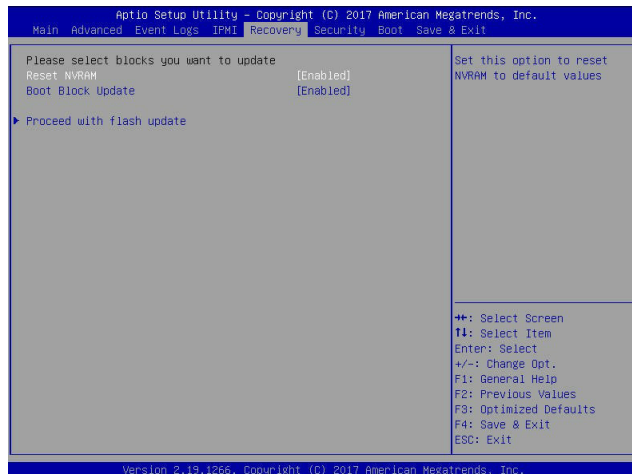 Aptio Setup Utility – Copyright (C) 2017 American Megatrends, Inc.
Main Advanced Event Logs IPMI Recovery Security Boot Save & Exit
Please select blocks you want to update
Reset NVRAM [Enabled]
Boot Block Update [Enabled]
Proceed with flash update
Set this option to reset
NVRAM to default values
→←: Select Screen
↑↓: Select Item
Enter: Select
+/-: Change Opt.
F1: General Help
F2: Previous Values
F3: Optimized Defaults
F4: Save & Exit
ESC: Exit
Version 2.19.1266. Copyright (C) 2017 American Megatrends, Inc.